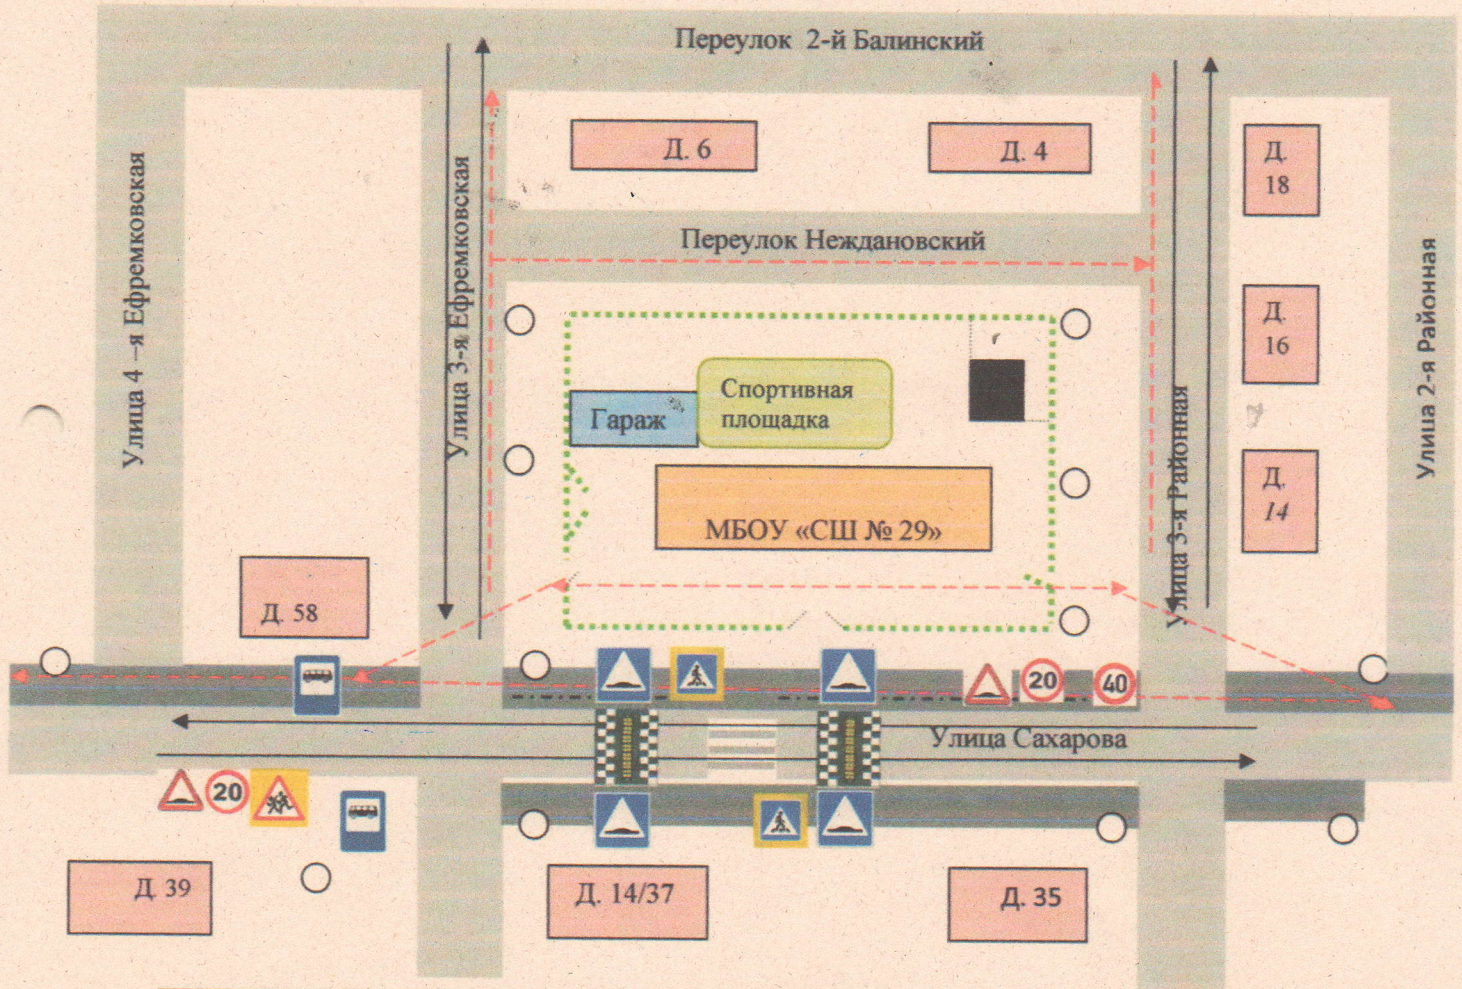 Переулок 2-й Балинский
Д. 6
Д. 4
Д.
18
Улица 4 –я Ефремковская
Улица 3-я Ефремковская
Переулок Неждановский
Улица 2-я Районная
Д.
16
Спортивная
площадка
Гараж
Улица 3-я Районная
Д.
14
МБОУ «СШ № 29»
Д. 58
20
40
Улица Сахарова
20
Д. 39
Д. 14/37
Д. 35